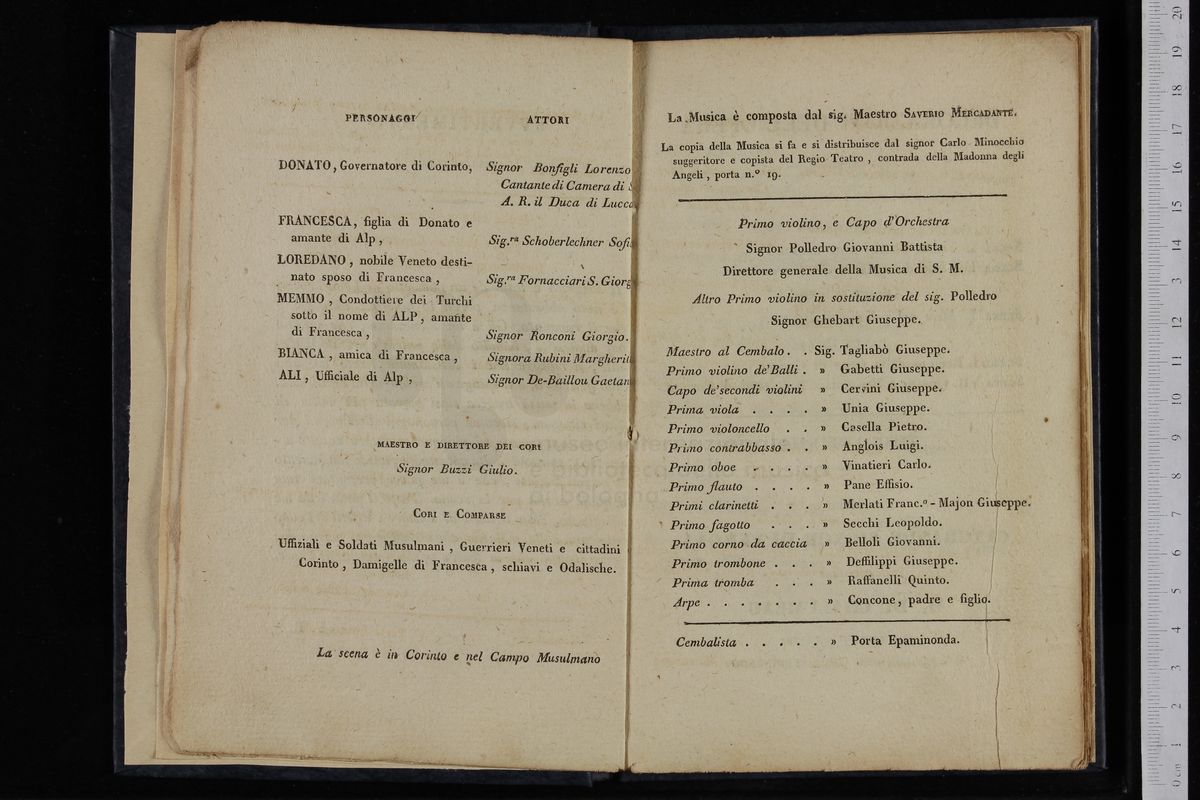 PERSONAGGI ATTORI
DONATO, Governatore di Corinto, Signor Bonfigli Lorenzo
Cantante di Camera di S
A. R. il Duca di Lucca
FRANCESCA, figlia di Donato e
amante di Alp, Sig.ra Schoberlechner Sofi
LOREDANO, nobile Veneto desti-
nato sposo di Francesca, Sig.ra Fornacciari S. Giorg
MEMMO, Condottiere dei Turchi
sotto il nome di ALP, amante
di Francesca, Signor Ronconi Giorgio.
BIANCA, amica di Francesca, Signora Rubini Margherit
ALI, Uffiziale di Alp, Signor De-Baillou Gaetan
MAESTRO E DIRETTORE DEI CORI
Signor Buzzi Giulio.
CORI E COMPARSE
Uffiziali e Soldati Musulmani, Guerrieri Veneti e cittadini
Corinto, Damigelle di Francesca, schiavi e Odalische.
La scena è in Corinto e nel Campo Musulmano
La Musica è composta dal sig. Maestro SAVERIO MERCADANTE.
La copia della Musica si fa e si distribuisce dal signor Carlo Minocchio
suggeritore e copista del Regio Teatro, contrada della Madonna degli
Angeli, porta n.º 19.
Primo violino, e Capo d'Orchestra
Signor Polledro Giovanni Battista
Direttore generale della Musica di S. M.
Altro Primo violino in sostituzione del sig. Polledro
Signor Ghebart Giuseppe.
Maestro al Cembalo . . Sig. Tagliabò Giuseppe.
Primo violino de'Balli . » Gabetti Giuseppe.
Capo de'secondi violini » Cervini Giuseppe.
Prima viola . . . . » Unia Giuseppe.
Primo violoncello . . » Casella Pietro.
Primo contrabbasso . . » Anglois Luigi.
Primo oboe . . . . » Vinatieri Carlo.
Primo flauto . . . . » Pane Effisio.
Primi clarinetti . . . » Merlati Franc.º - Majon Giuseppe.
Primo fagotto . . . » Secchi Leopoldo.
Primo corno da caccia » Belloli Giovanni.
Primo trombone . . . » Deffilippi Giuseppe.
Prima tromba . . . » Raffanelli Quinto.
Arpe . . . . . . . » Concone, padre e figlio.
Cembalista . . . . . » Porta Epaminonda.